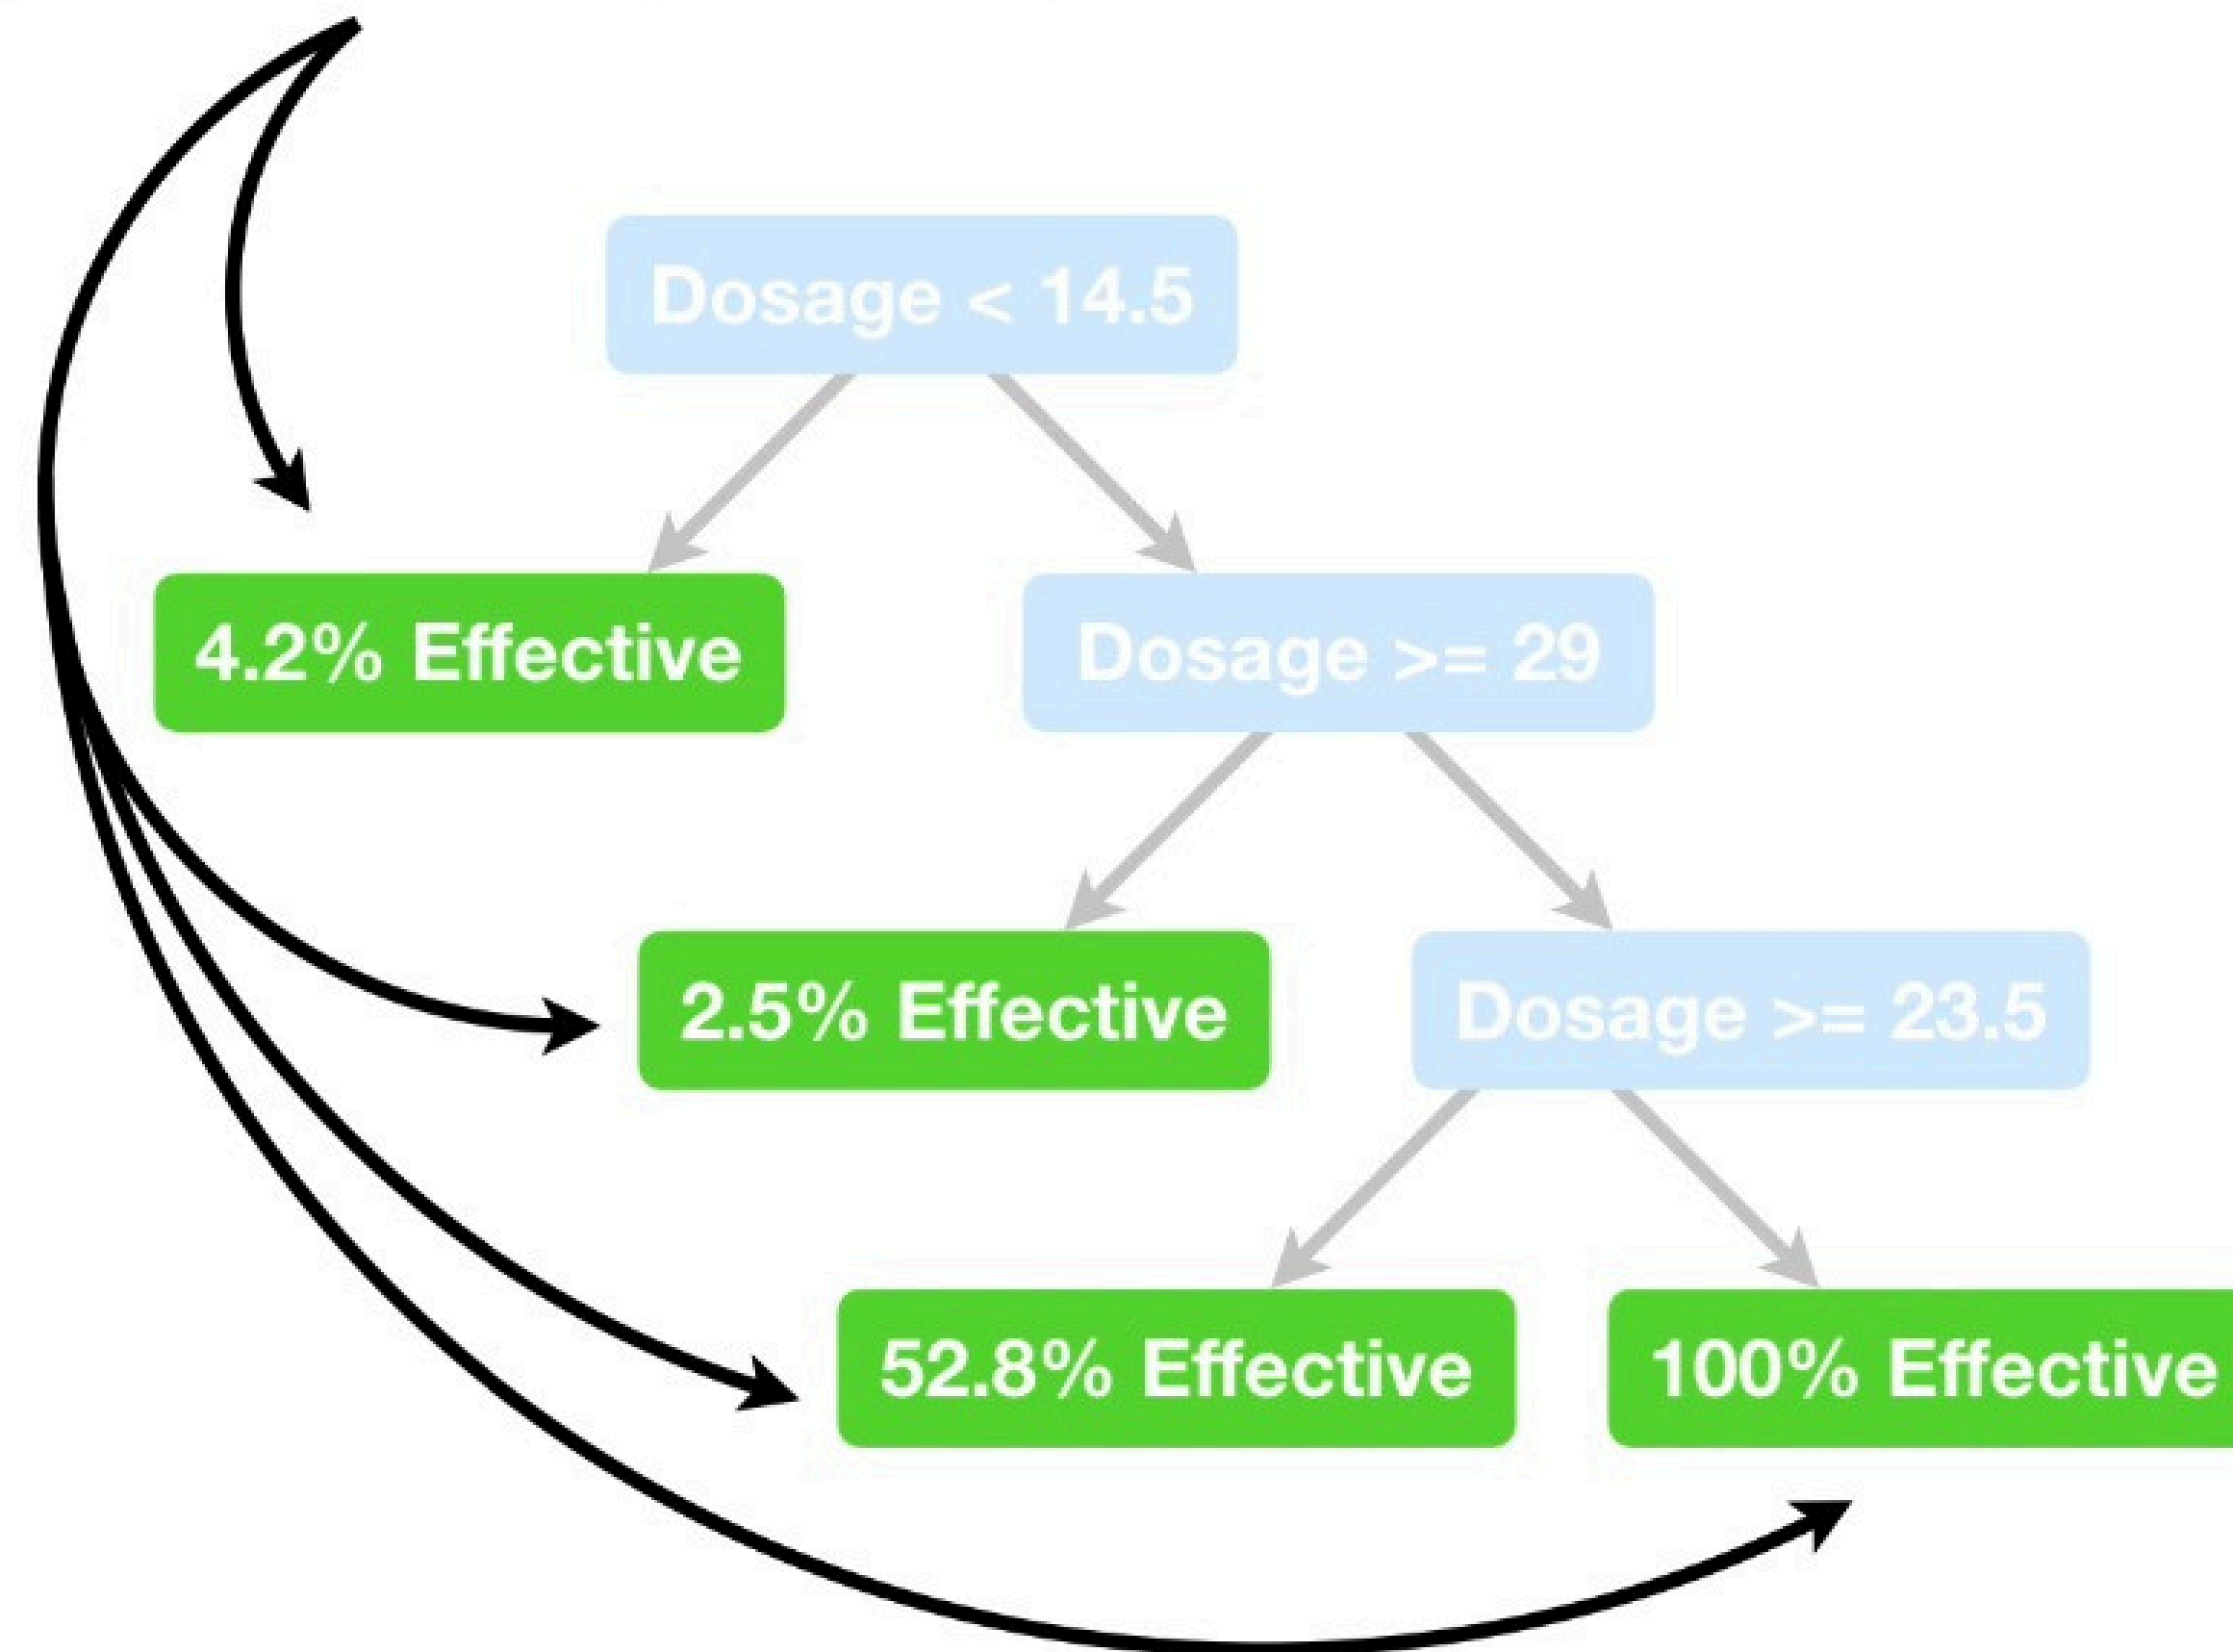 Dosage < 14.5
4.2% Effective
Dosage >= 29
2.5% Effective
Dosage >= 23.5
52.8% Effective
100% Effective